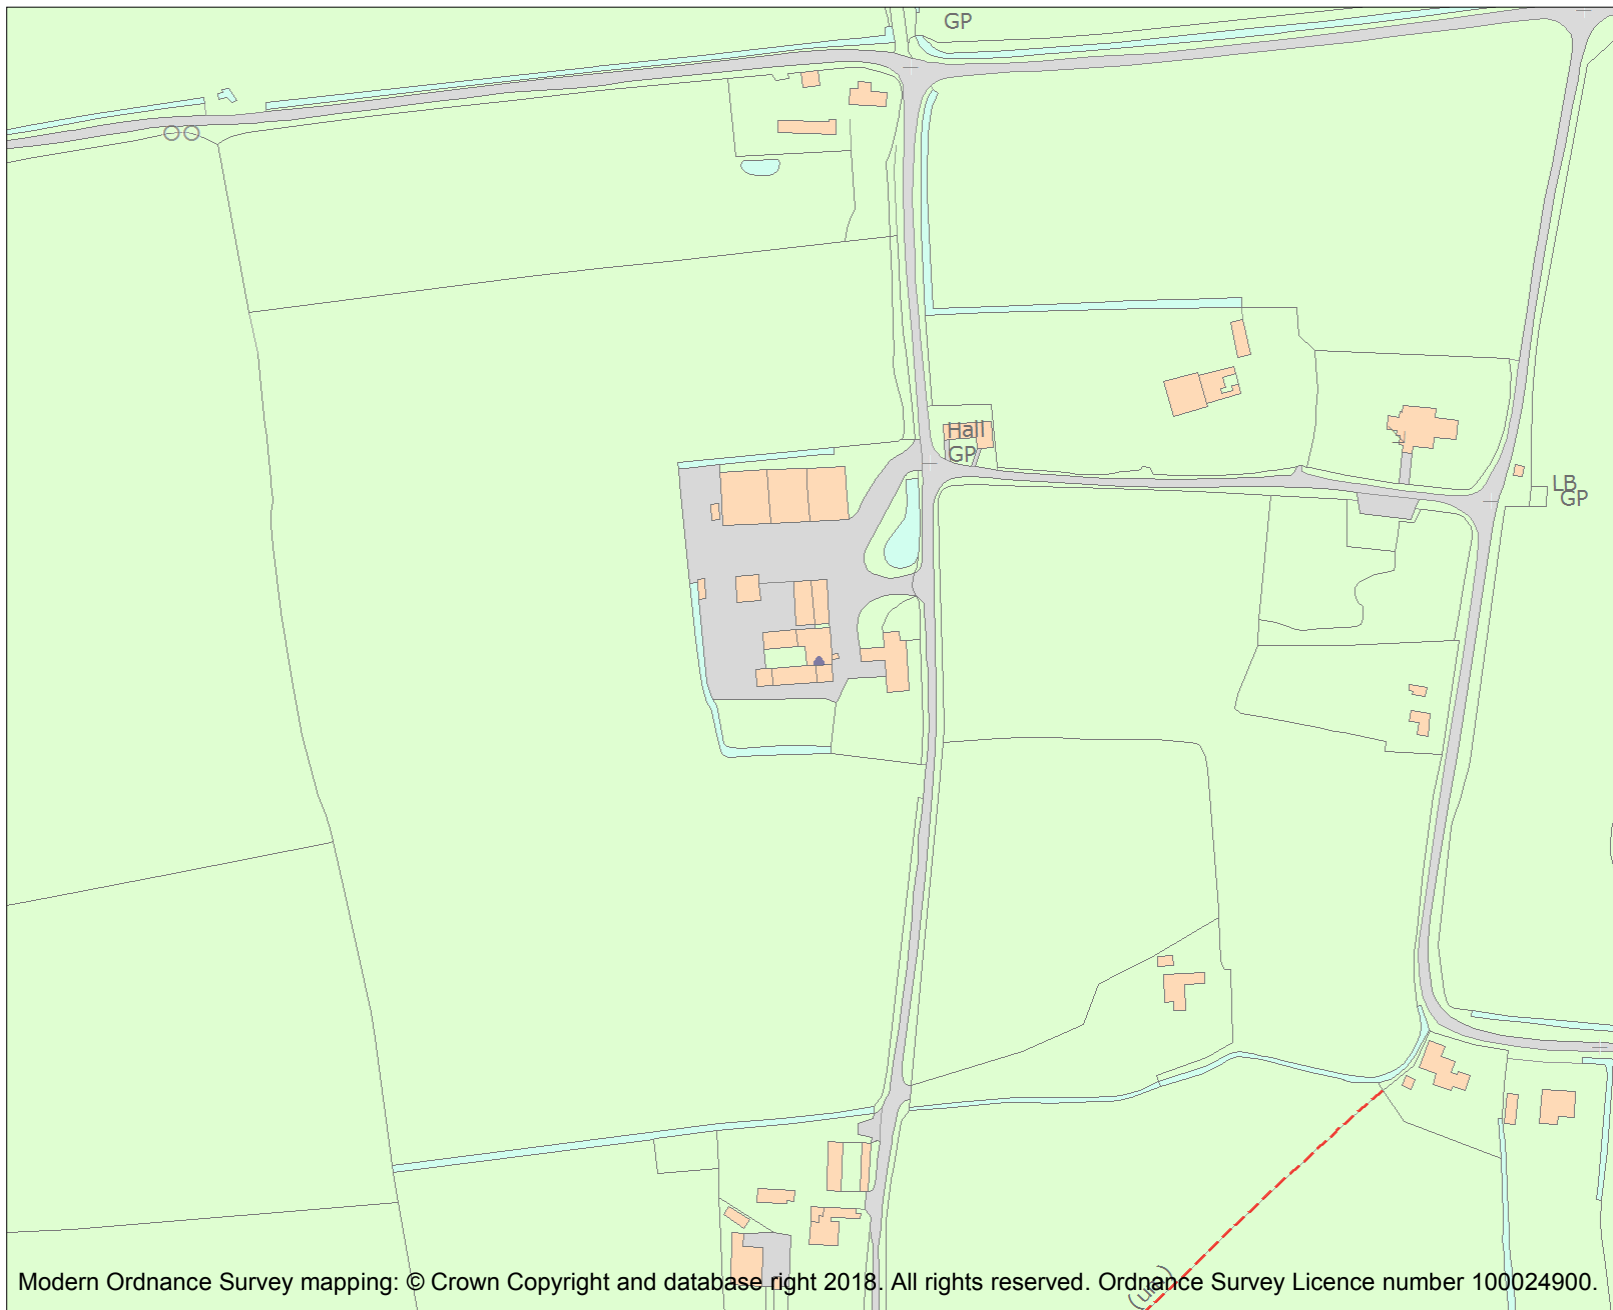 GP
Hall
GP
LB
GP
(um)
Modern Ordnance Survey mapping: © Crown Copyright and database right 2018. All rights reserved. Ordnance Survey Licence number 100024900.